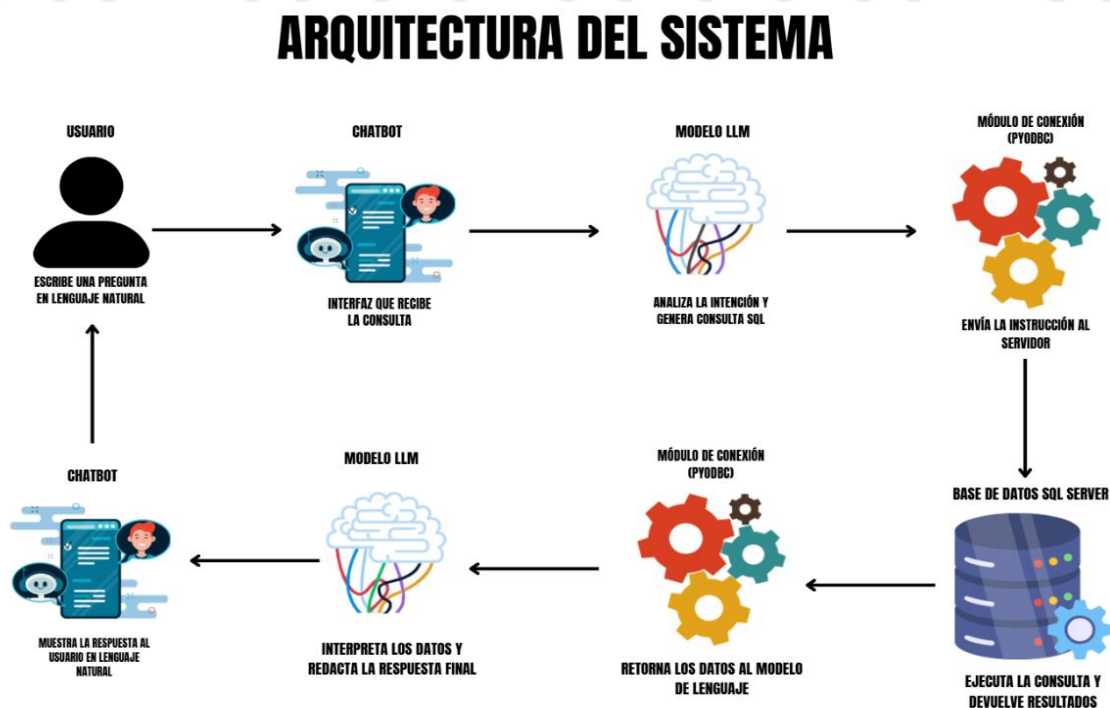 ARQUITECTURA DEL SISTEMA
USUARIO
ESCRIBE UNA PREGUNTA
EN LENGUAJE NATURAL
CHATBOT
INTERFAZ QUE RECIBE
LA CONSULTA
MODELO LLM
ANALIZA LA INTENCIÓN Y
GENERA CONSULTA SQL
MÓDULO DE CONEXIÓN
(PYODBC)
ENVÍA LA INSTRUCCIÓN AL
SERVIDOR
BASE DE DATOS SQL SERVER
EJECUTA LA CONSULTA Y
DEVUELVE RESULTADOS
MÓDULO DE CONEXIÓN
(PYODBC)
RETORNA LOS DATOS AL MODELO
DE LENGUAJE
MODELO LLM
INTERPRETA LOS DATOS Y
REDACTA LA RESPUESTA FINAL
CHATBOT
MUESTRA LA RESPUESTA AL
USUARIO EN LENGUAJE
NATURAL